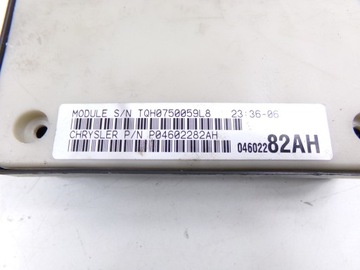 MODULE S/N TQH0750059L8 23:36-06
CHRYSLER P/N P04602282AH
04602282AH